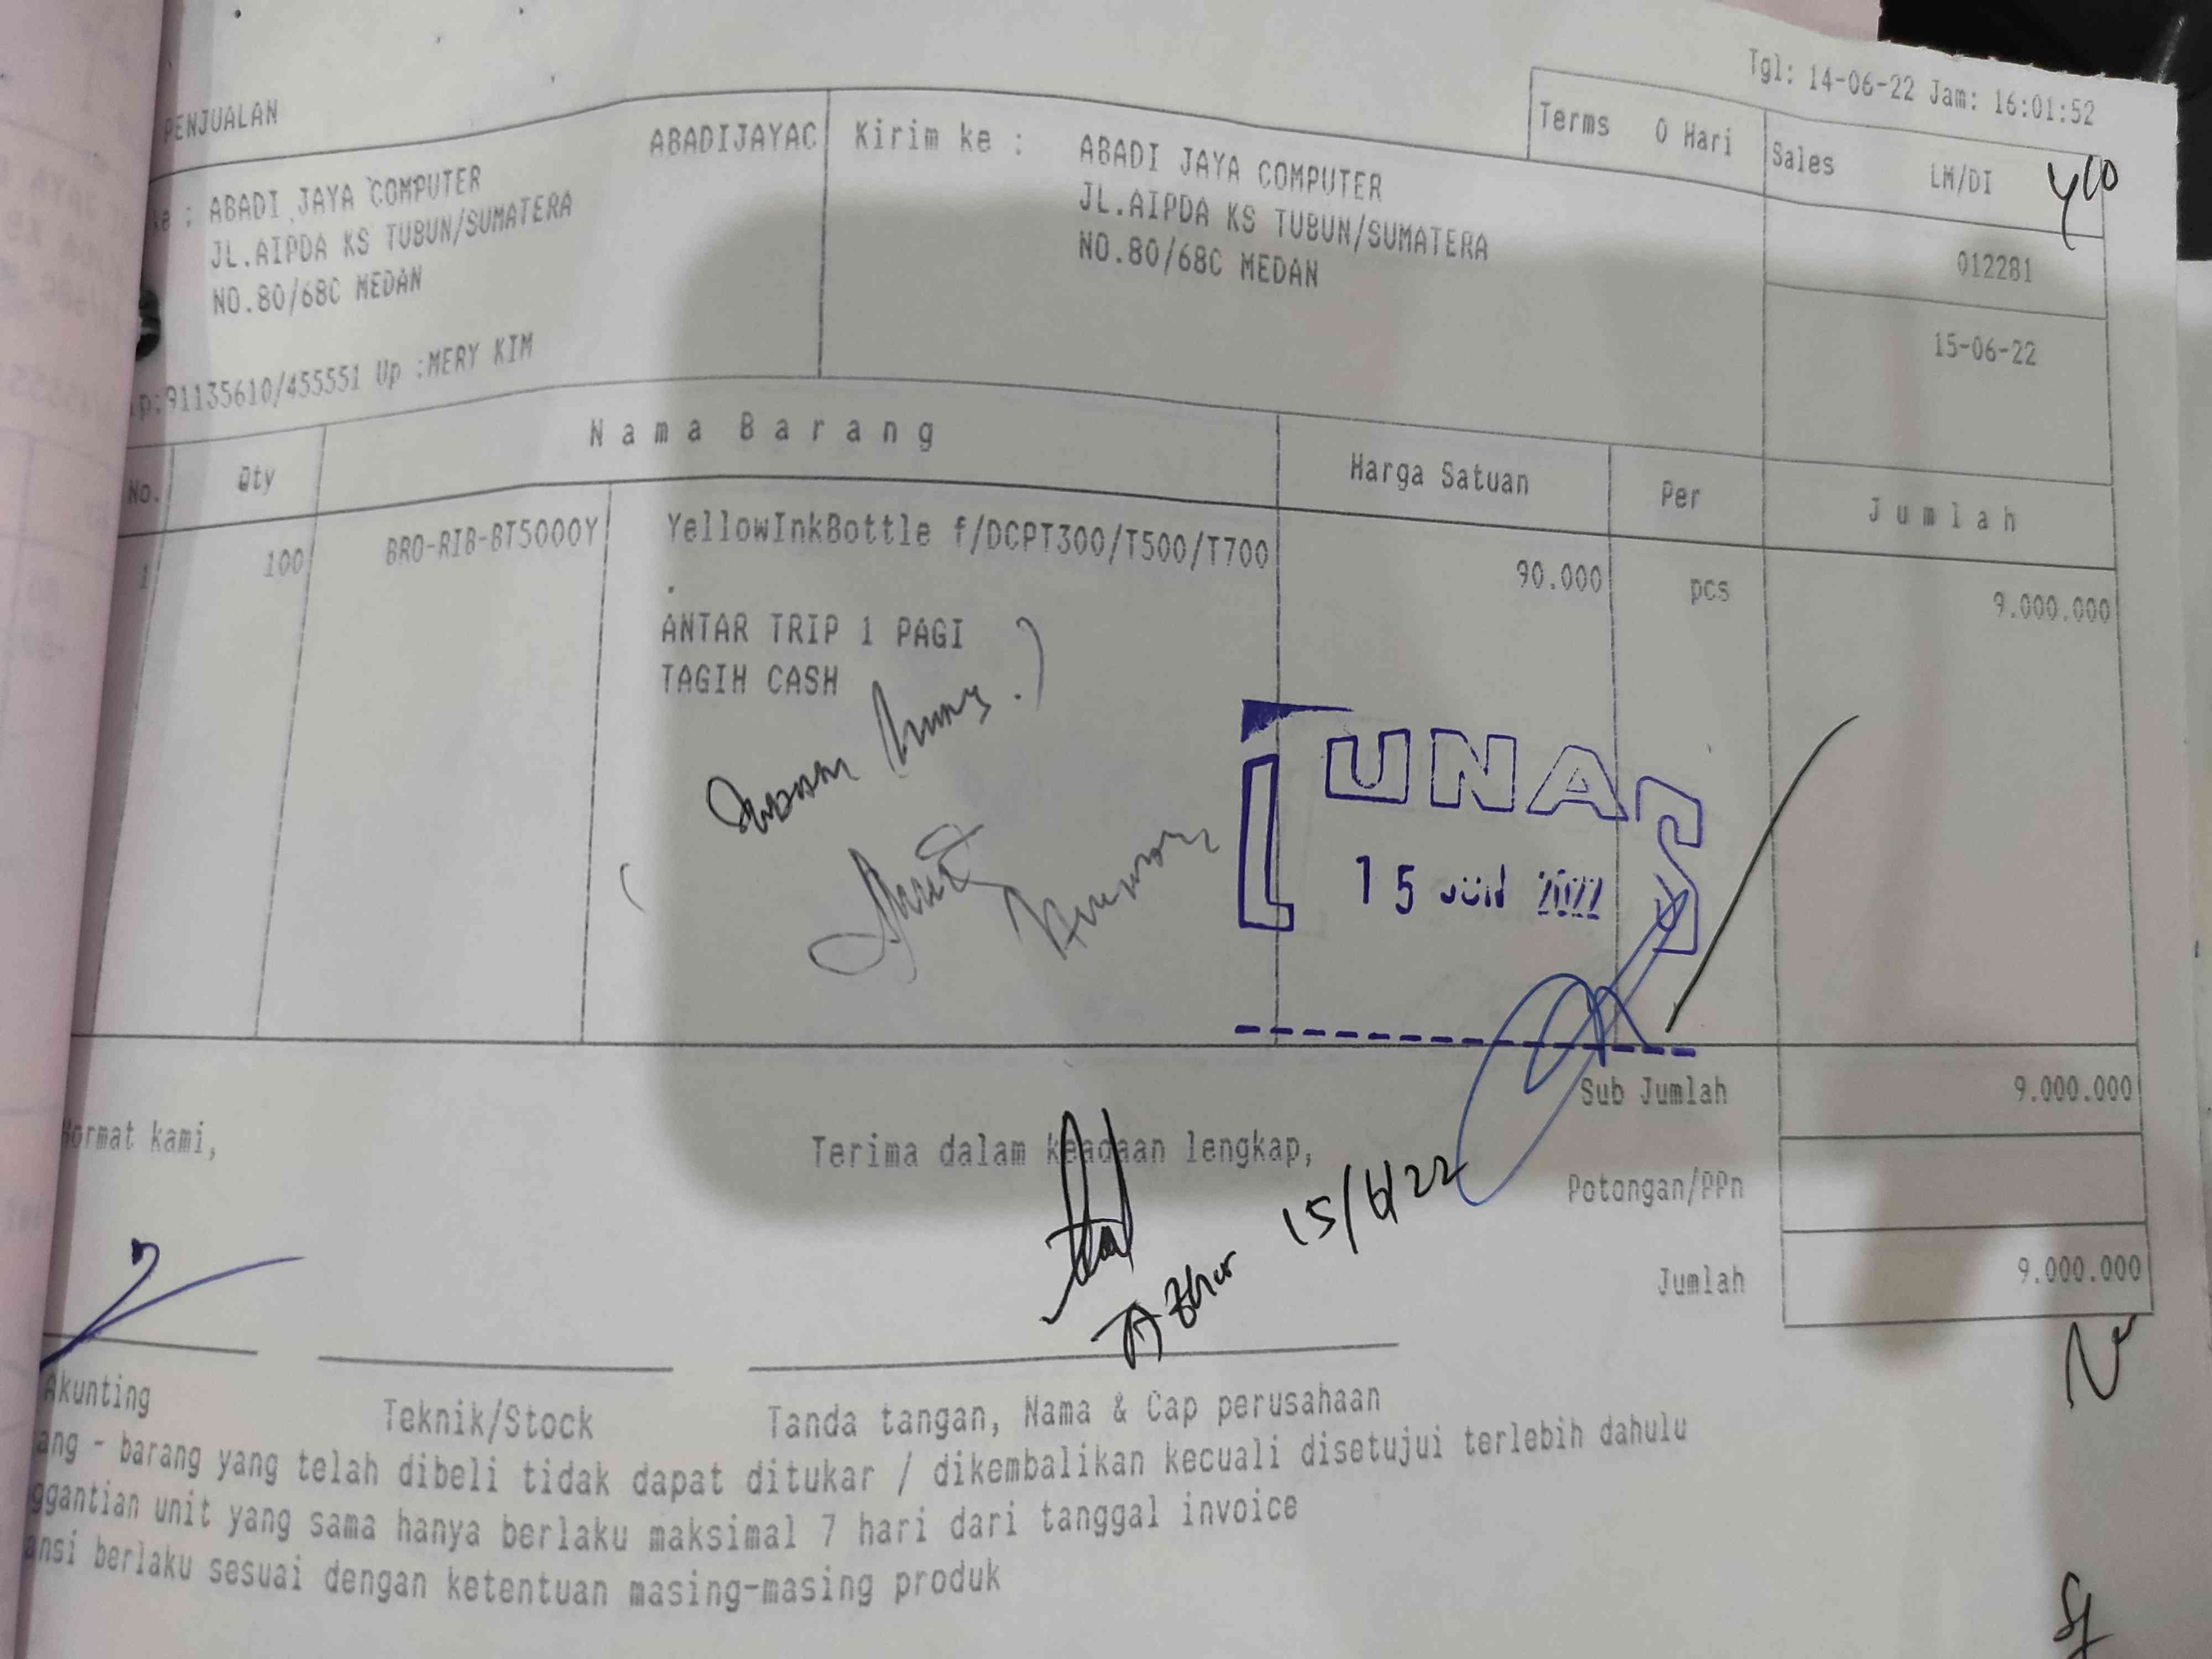 Tgl: 14-06-22 Jam: 16:01:52
PENJUALAN
Terms 0 Hari
Sales LM/DI
ABADIJAYAC
ABADI JAYA COMPUTER
JL.AIPDA KS TUBUN/SUMATERA
NO.80/68C MEDAN
p:91135610/455551 Up :MERY KIM
Kirim ke : ABADI JAYA COMPUTER
JL.AIPDA KS TUBUN/SUMATERA
NO.80/68C MEDAN
012281
15-06-22
No. Qty Nama Barang Harga Satuan Per Jumlah
1 100 BRO-RIB-BT5000Y YellowInkBottle f/DCPT300/T500/T700 90.000 pcs 9.000.000
.
ANTAR TRIP 1 PAGI
TAGIH CASH
LUNAS
15 JUN 2022
Sub Jumlah 9.000.000
Hormat kami, Terima dalam keadaan lengkap,
Potongan/PPn
15/6/22
Azhar
Jumlah 9.000.000
Akunting Teknik/Stock Tanda tangan, Nama & Cap perusahaan
ang - barang yang telah dibeli tidak dapat ditukar / dikembalikan kecuali disetujui terlebih dahulu
ggantian unit yang sama hanya berlaku maksimal 7 hari dari tanggal invoice
ansi berlaku sesuai dengan ketentuan masing-masing produk